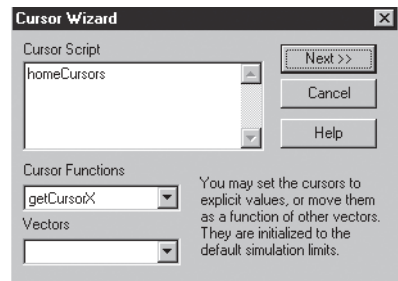 Cursor Wizard
Cursor Script
homeCursors
Next >>
Cancel
Help
Cursor Functions
getCursorX
Vectors
You may set the cursors to
explicit values, or move them
as a function of other vectors.
They are initialized to the
default simulation limits.